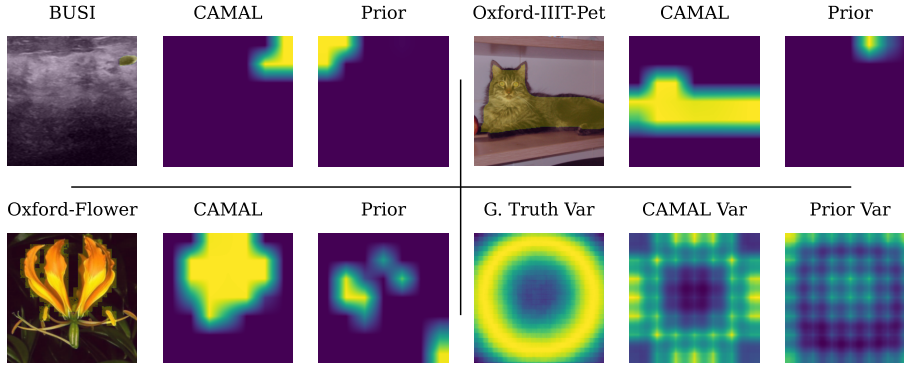 BUSI CAMAL Prior Oxford-IIIT-Pet CAMAL Prior
Oxford-Flower CAMAL Prior G. Truth Var CAMAL Var Prior Var